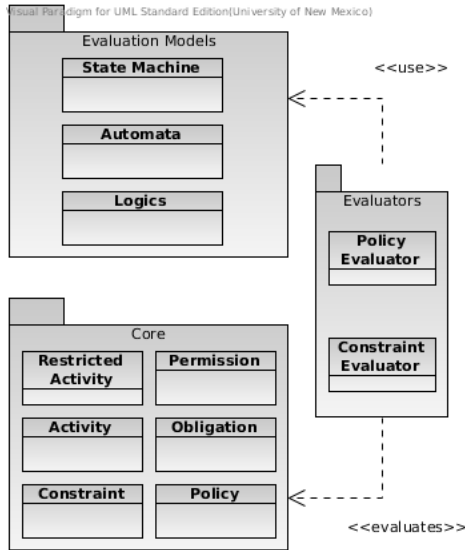 Visual Paradigm for UML Standard Edition(University of New Mexico)
Evaluation Models
State Machine
Automata
Logics
<<use>>
Evaluators
Policy
Evaluator
Constraint
Evaluator
Core
Restricted
Activity
Permission
Activity
Obligation
Constraint
Policy
<<evaluates>>